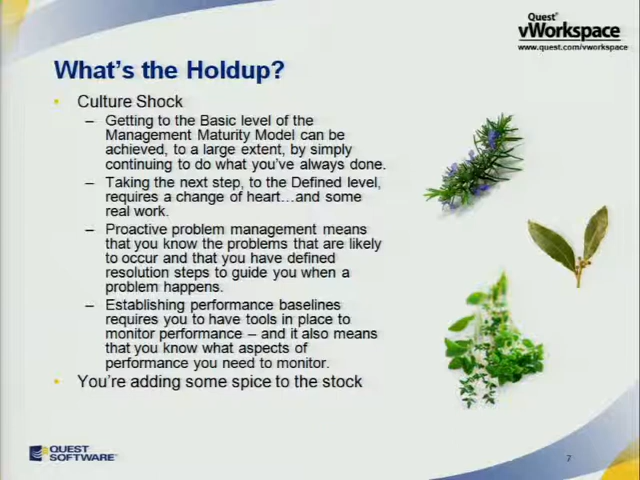 Quest®
vWorkspace
www.quest.com/vworkspace
What's the Holdup?
• Culture Shock
– Getting to the Basic level of the
Management Maturity Model can be
achieved, to a large extent, by simply
continuing to do what you've always done.
– Taking the next step, to the Defined level,
requires a change of heart…and some
real work.
– Proactive problem management means
that you know the problems that are likely
to occur and that you have defined
resolution steps to guide you when a
problem happens.
– Establishing performance baselines
requires you to have tools in place to
monitor performance – and it also means
that you know what aspects of
performance you need to monitor.
• You're adding some spice to the stock
QUEST
SOFTWARE™
7